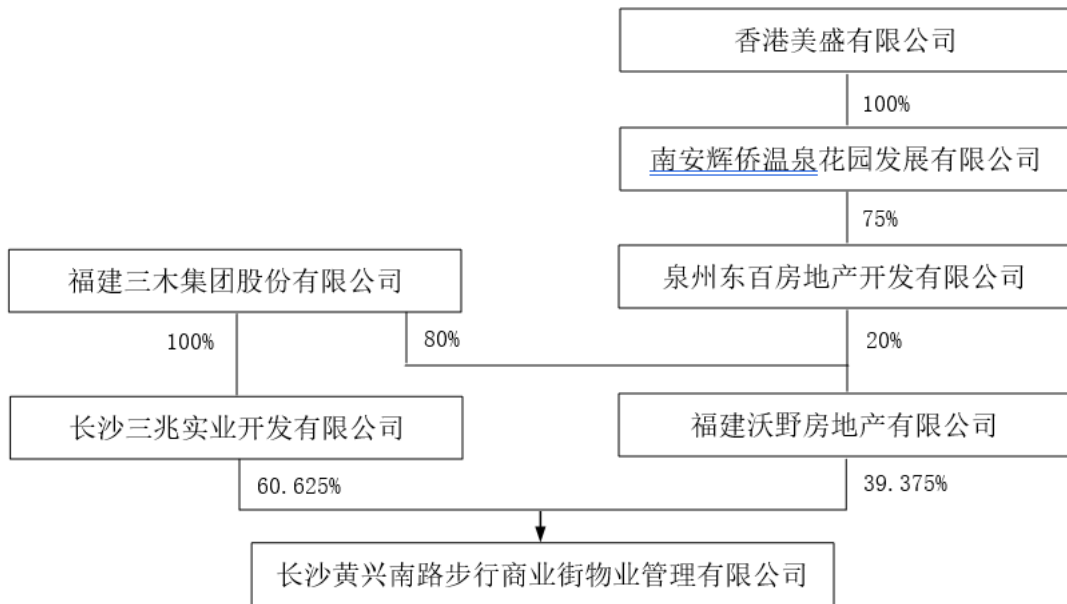 香港美盛有限公司
100%
南安辉侨温泉花园发展有限公司
75%
福建三木集团股份有限公司
泉州东百房地产开发有限公司
100%
80%
20%
长沙三兆实业开发有限公司
福建沃野房地产有限公司
60.625%
39.375%
长沙黄兴南路步行商业街物业管理有限公司